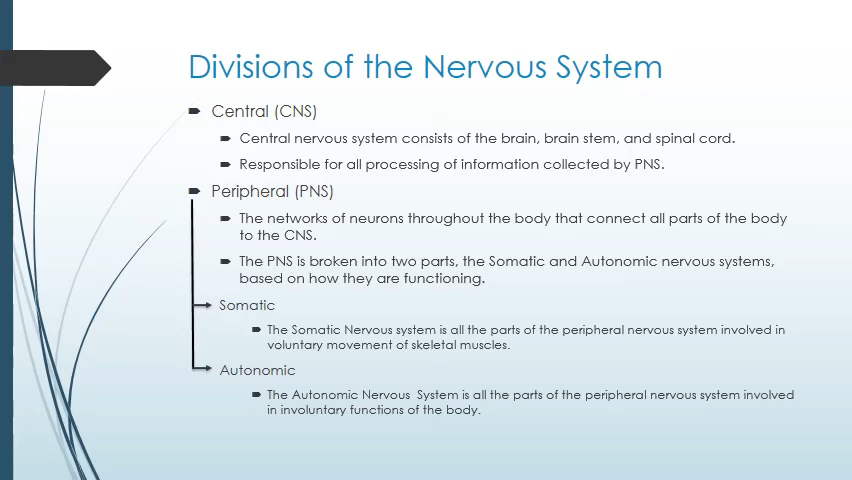 Divisions of the Nervous System
Central (CNS)
Central nervous system consists of the brain, brain stem, and spinal cord.
Responsible for all processing of information collected by PNS.
Peripheral (PNS)
The networks of neurons throughout the body that connect all parts of the body
to the CNS.
The PNS is broken into two parts, the Somatic and Autonomic nervous systems,
based on how they are functioning.
Somatic
The Somatic Nervous system is all the parts of the peripheral nervous system involved in
voluntary movement of skeletal muscles.
Autonomic
The Autonomic Nervous  System is all the parts of the peripheral nervous system involved
in involuntary functions of the body.